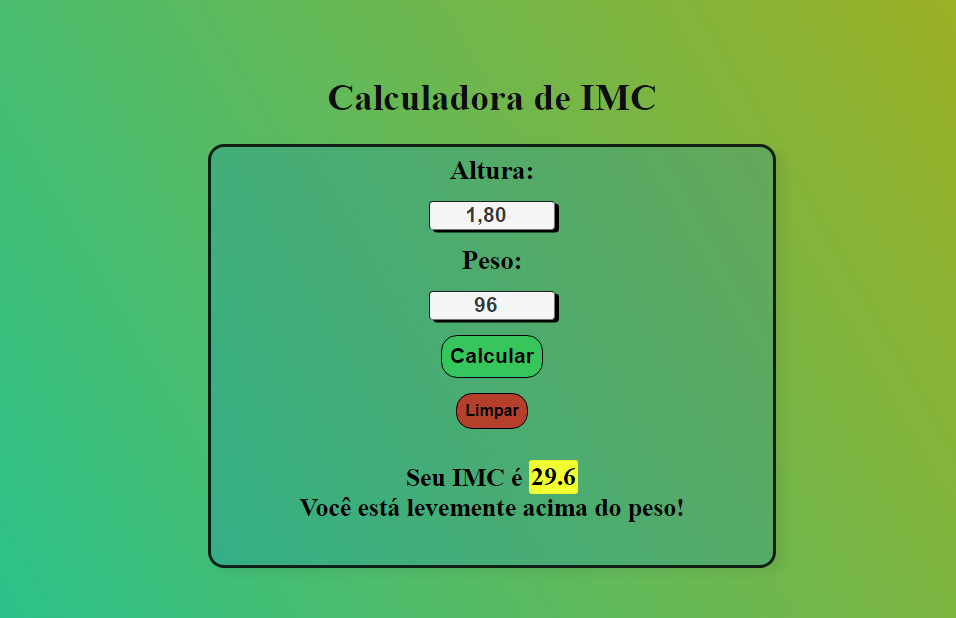 Calculadora de IMC
Altura:
1,80
Peso:
96
Calcular
Limpar
Seu IMC é 29.6
Você está levemente acima do peso!